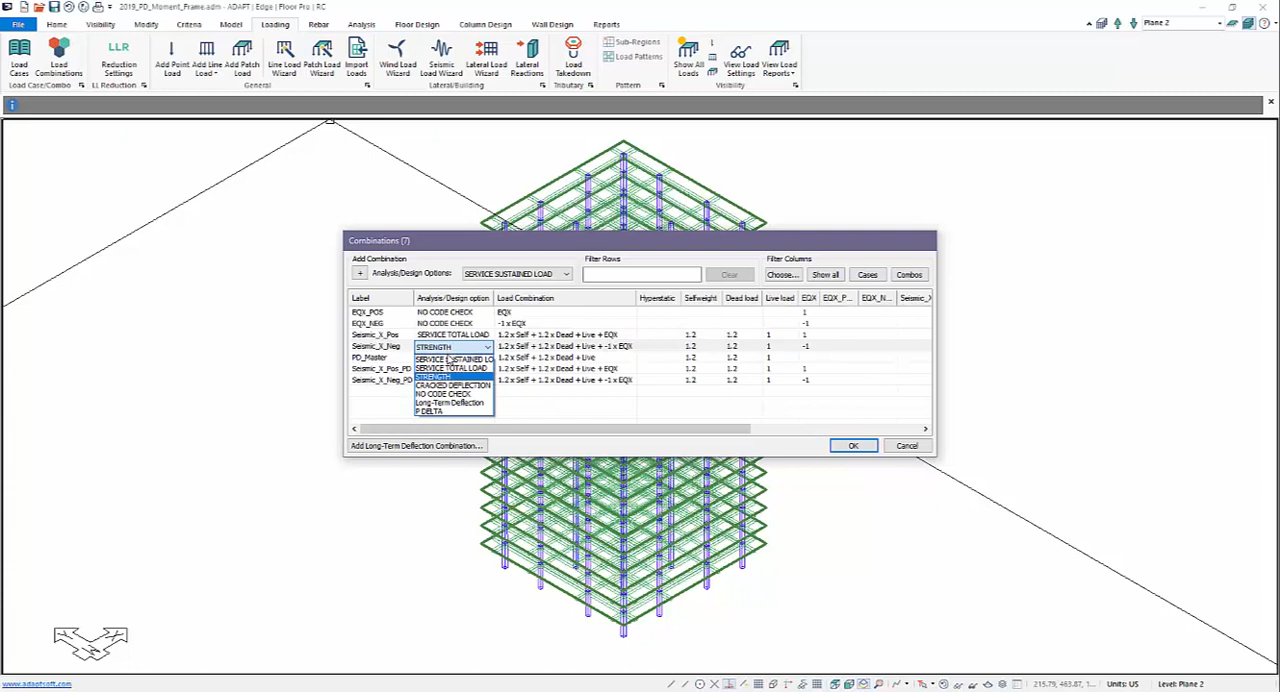 2019_PD_Moment_Frame.adm - ADAPT | Edge | Floor Pro | RC
File Home Visibility Modify Criteria Model Loading Rebar Analysis Floor Design Column Design Wall Design Reports Plane 2
LLR Sub-Regions
Load Patterns
Load Cases Load Combinations Reduction Settings Add Point Load Add Line Load Add Patch Load Line Load Wizard Patch Load Wizard Import Loads Wind Load Wizard Seismic Load Wizard Lateral Load Wizard Lateral Reactions Load Takedown Show All Loads View Load Settings View Load Reports
Load Case/Combo LL Reduction General Lateral/Building Tributary Pattern Visibility
Combinations (7)
Add Combination Filter Rows Filter Columns
+ Analysis/Design Options: SERVICE SUSTAINED LOAD Clear Choose... Show all Cases Combos
Label Analysis/Design option Load Combination Hyperstatic Selfweight Dead load Live load EQX EQX_P... EQX_N... Seismic_X
EQX_POS NO CODE CHECK EQX 1
EQX_NEG NO CODE CHECK -1 x EQX -1
Seismic_X_Pos SERVICE TOTAL LOAD 1.2 x Self + 1.2 x Dead +Live + EQX 1.2 1.2 1 1
Seismic_X_Neg STRENGTH 1.2 x Self + 1.2 x Dead +Live + -1 x EQX 1.2 1.2 1 -1
PD_Master SERVICE SUSTAINED LO 1.2 x Self + 1.2 x Dead +Live 1.2 1.2 1
Seismic_X_Pos_PD SERVICE TOTAL LOAD 1.2 x Self + 1.2 x Dead +Live + EQX 1.2 1.2 1 1
STRENGTH
Seismic_X_Neg_PD CRACKED DEFLECTION 1.2 x Self + 1.2 x Dead +Live + -1 x EQX 1.2 1.2 1 -1
NO CODE CHECK
Long-Term Deflection
P DELTA
Add Long-Term Deflection Combination... OK Cancel
www.adaptsoft.com 215.79, 463.87, 1... Units: US Level: Plane 2